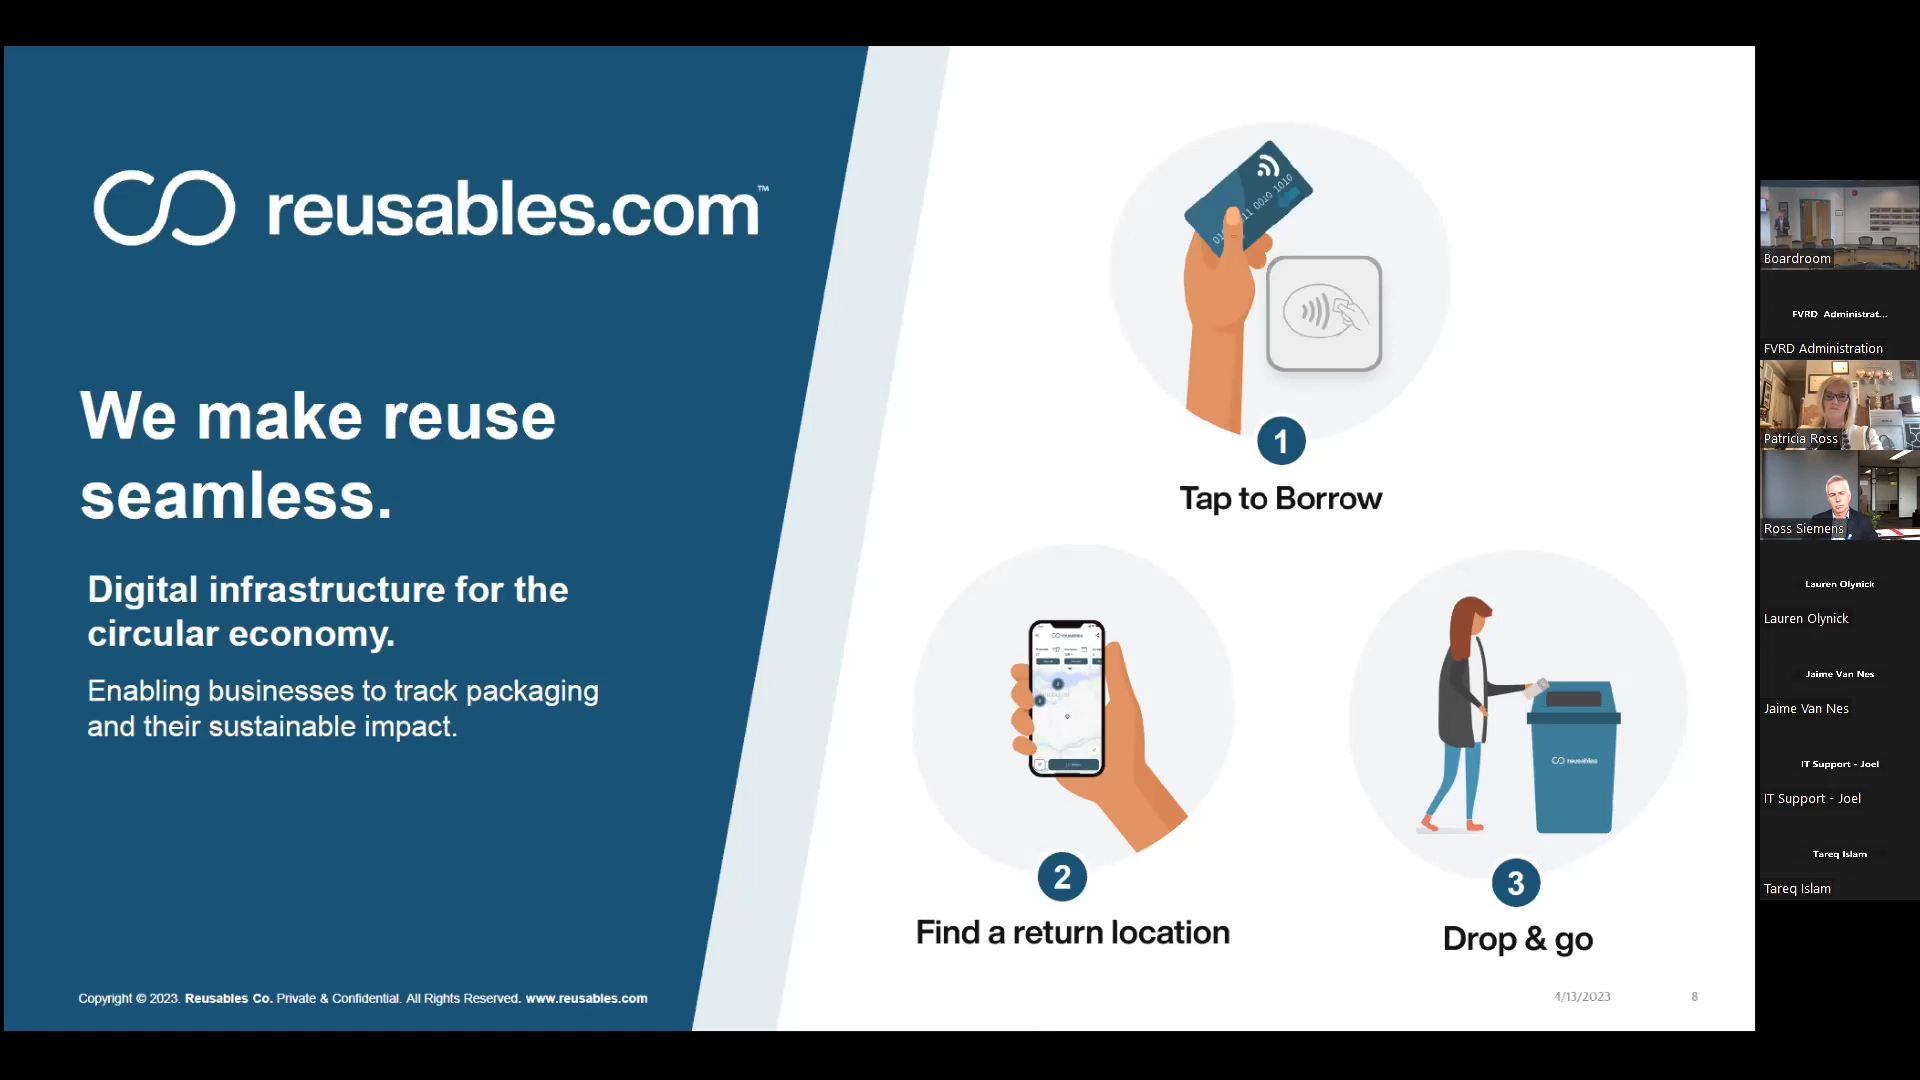 reusables.com™
We make reuse
seamless.
Digital infrastructure for the
circular economy.
Enabling businesses to track packaging
and their sustainable impact.
Copyright © 2023. Reusables Co. Private & Confidential. All Rights Reserved. www.reusables.com
1
Tap to Borrow
2
Find a return location
reusables
3
Drop & go
4/13/2023
8
Boardroom
FVRD Administrat...
FVRD Administration
Patricia Ross
Ross Siemens
Lauren Olynick
Lauren Olynick
Jaime Van Nes
Jaime Van Nes
IT Support - Joel
IT Support - Joel
Tareq Islam
Tareq Islam